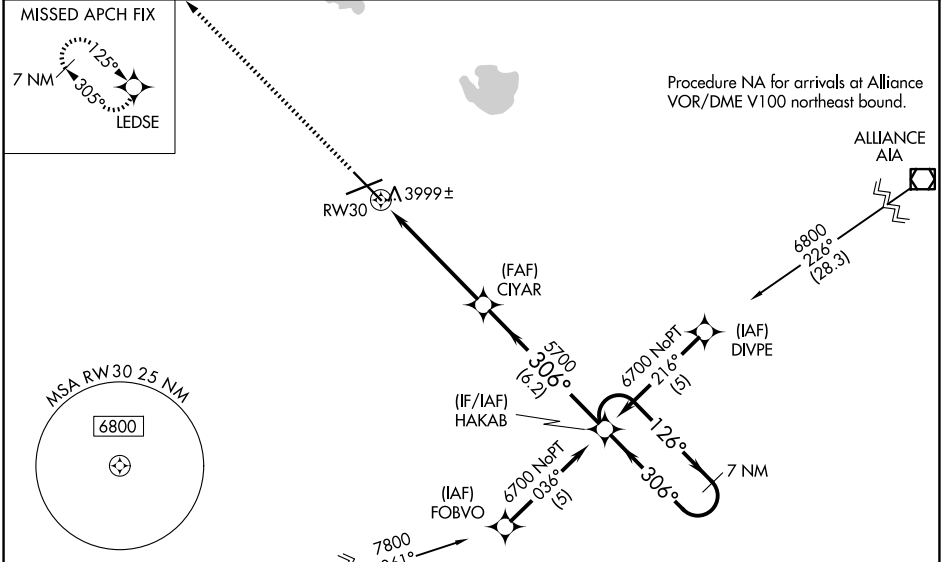 MISSED APCH FIX
125°
7 NM
305°
LEDSE
Procedure NA for arrivals at Alliance
VOR/DME V100 northeast bound.
ALLIANCE
AIA
RW30
3999±
6800
226°
(28.3)
(FAF)
CIYAR
(IAF)
DIVPE
5700
306°
(6.2)
6700 NoPT
216°
(5)
MSA RW30 25 NM
6800
(IF/IAF)
HAKAB
126°
306°
7 NM
6700 NoPT
036°
(5)
(IAF)
FOBVO
7800